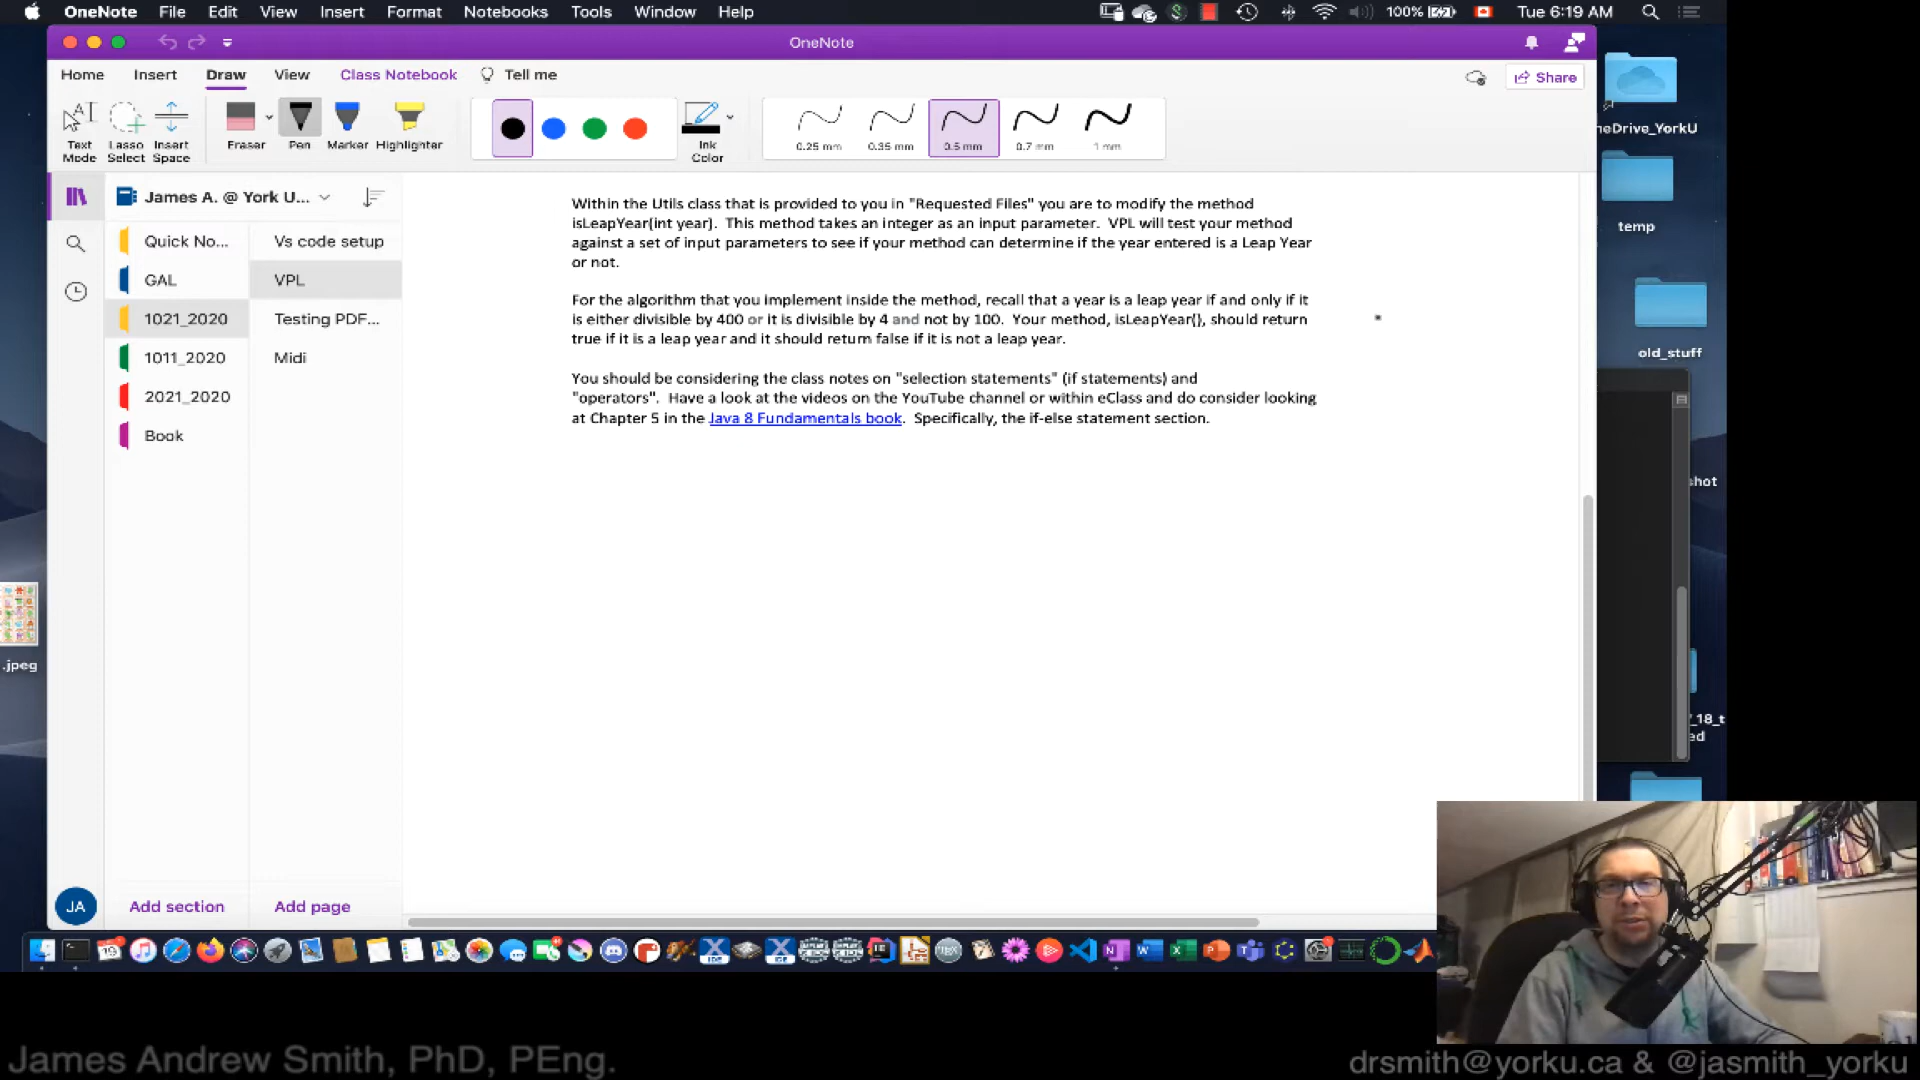 OneNote File Edit View Insert Format Notebooks Tools Window Help 100% Tue 6:19 AM
OneNote
Home Insert Draw View Class Notebook Tell me Share
Text Mode
Lasso Select
Insert Space
Eraser
Pen
Marker
Highlighter
Ink Color
0.25 mm
0.35 mm
0.5 mm
0.7 mm
1 mm
James A. @ York U...
Quick No...
GAL
1021_2020
1011_2020
2021_2020
Book
Vs code setup
VPL
Testing PDF...
Midi
Within the Utils class that is provided to you in "Requested Files" you are to modify the method
isLeapYear(int year). This method takes an integer as an input parameter. VPL will test your method
against a set of input parameters to see if your method can determine if the year entered is a Leap Year
or not.
For the algorithm that you implement inside the method, recall that a year is a leap year if and only if it
is either divisible by 400 or it is divisible by 4 and not by 100. Your method, isLeapYear(), should return
true if it is a leap year and it should return false if it is not a leap year.
You should be considering the class notes on "selection statements" (if statements) and
"operators". Have a look at the videos on the YouTube channel or within eClass and do consider looking
at Chapter 5 in the Java 8 Fundamentals book. Specifically, the if-else statement section.
JA
Add section
Add page
neDrive_YorkU
temp
old_stuff
shot
_18_t
ed
.jpeg
James Andrew Smith, PhD, PEng.
drsmith@yorku.ca & @jasmith_yorku